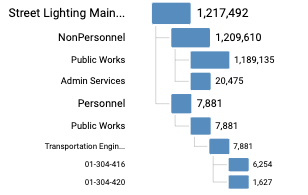 Street Lighting Main... 1,217,492
NonPersonnel 1,209,610
Public Works 1,189,135
Admin Services 20,475
Personnel 7,881
Public Works 7,881
Transportation Engin... 7,881
01-304-416 6,254
01-304-420 1,627